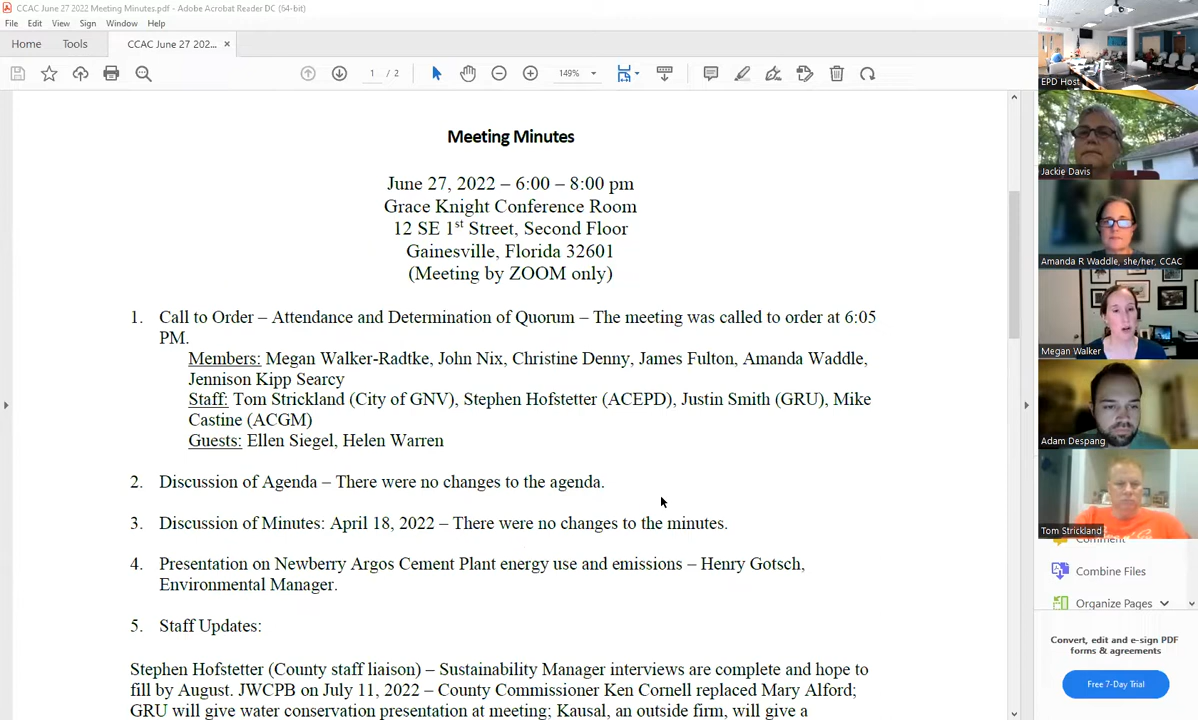 CCAC June 27 2022 Meeting Minutes.pdf - Adobe Acrobat Reader DC (64-bit)
File Edit View Sign Window Help
Home Tools CCAC June 27 202... ×
1 / 2 149%
Meeting Minutes
June 27, 2022 – 6:00 – 8:00 pm
Grace Knight Conference Room
12 SE 1st Street, Second Floor
Gainesville, Florida 32601
(Meeting by ZOOM only)
1. Call to Order – Attendance and Determination of Quorum – The meeting was called to order at 6:05
PM.
Members: Megan Walker-Radtke, John Nix, Christine Denny, James Fulton, Amanda Waddle,
Jennison Kipp Searcy
Staff: Tom Strickland (City of GNV), Stephen Hofstetter (ACEPD), Justin Smith (GRU), Mike
Castine (ACGM)
Guests: Ellen Siegel, Helen Warren
2. Discussion of Agenda – There were no changes to the agenda.
3. Discussion of Minutes: April 18, 2022 – There were no changes to the minutes.
4. Presentation on Newberry Argos Cement Plant energy use and emissions – Henry Gotsch,
Environmental Manager.
5. Staff Updates:
Stephen Hofstetter (County staff liaison) – Sustainability Manager interviews are complete and hope to
fill by August. JWCPB on July 11, 2022 – County Commissioner Ken Cornell replaced Mary Alford;
GRU will give water conservation presentation at meeting; Kausal, an outside firm, will give a
EPD Host
Jackie Davis
Amanda R Waddle, she/her, CCAC
Megan Walker
Adam Despang
Tom Strickland
Comment
Combine Files
Organize Pages
Convert, edit and e-sign PDF
forms & agreements
Free 7-Day Trial